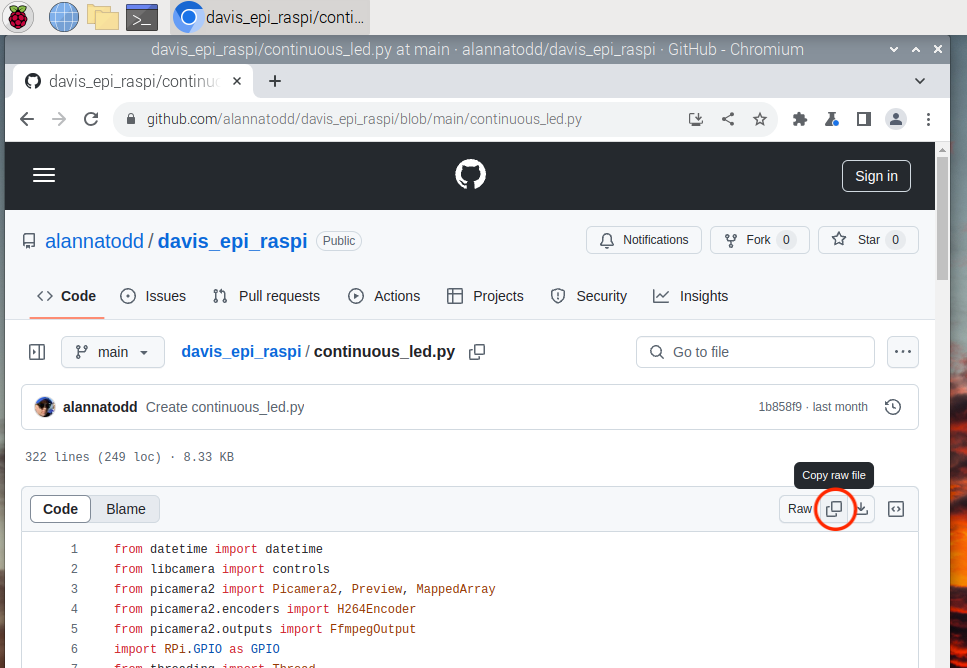 davis_epi_raspi/conti...
davis_epi_raspi/continuous_led.py at main · alannatodd/davis_epi_raspi · GitHub - Chromium
davis_epi_raspi/continuo
github.com/alannatodd/davis_epi_raspi/blob/main/continuous_led.py
Sign in
alannatodd / davis_epi_raspi Public
Notifications Fork 0 Star 0
Code Issues Pull requests Actions Projects Security Insights
main davis_epi_raspi / continuous_led.py Go to file
alannatodd Create continuous_led.py 1b858f9 · last month
322 lines (249 loc) · 8.33 KB
Copy raw file
Code Blame Raw
1 from datetime import datetime
2 from libcamera import controls
3 from picamera2 import Picamera2, Preview, MappedArray
4 from picamera2.encoders import H264Encoder
5 from picamera2.outputs import FfmpegOutput
6 import RPi.GPIO as GPIO
7 from threading import Thread